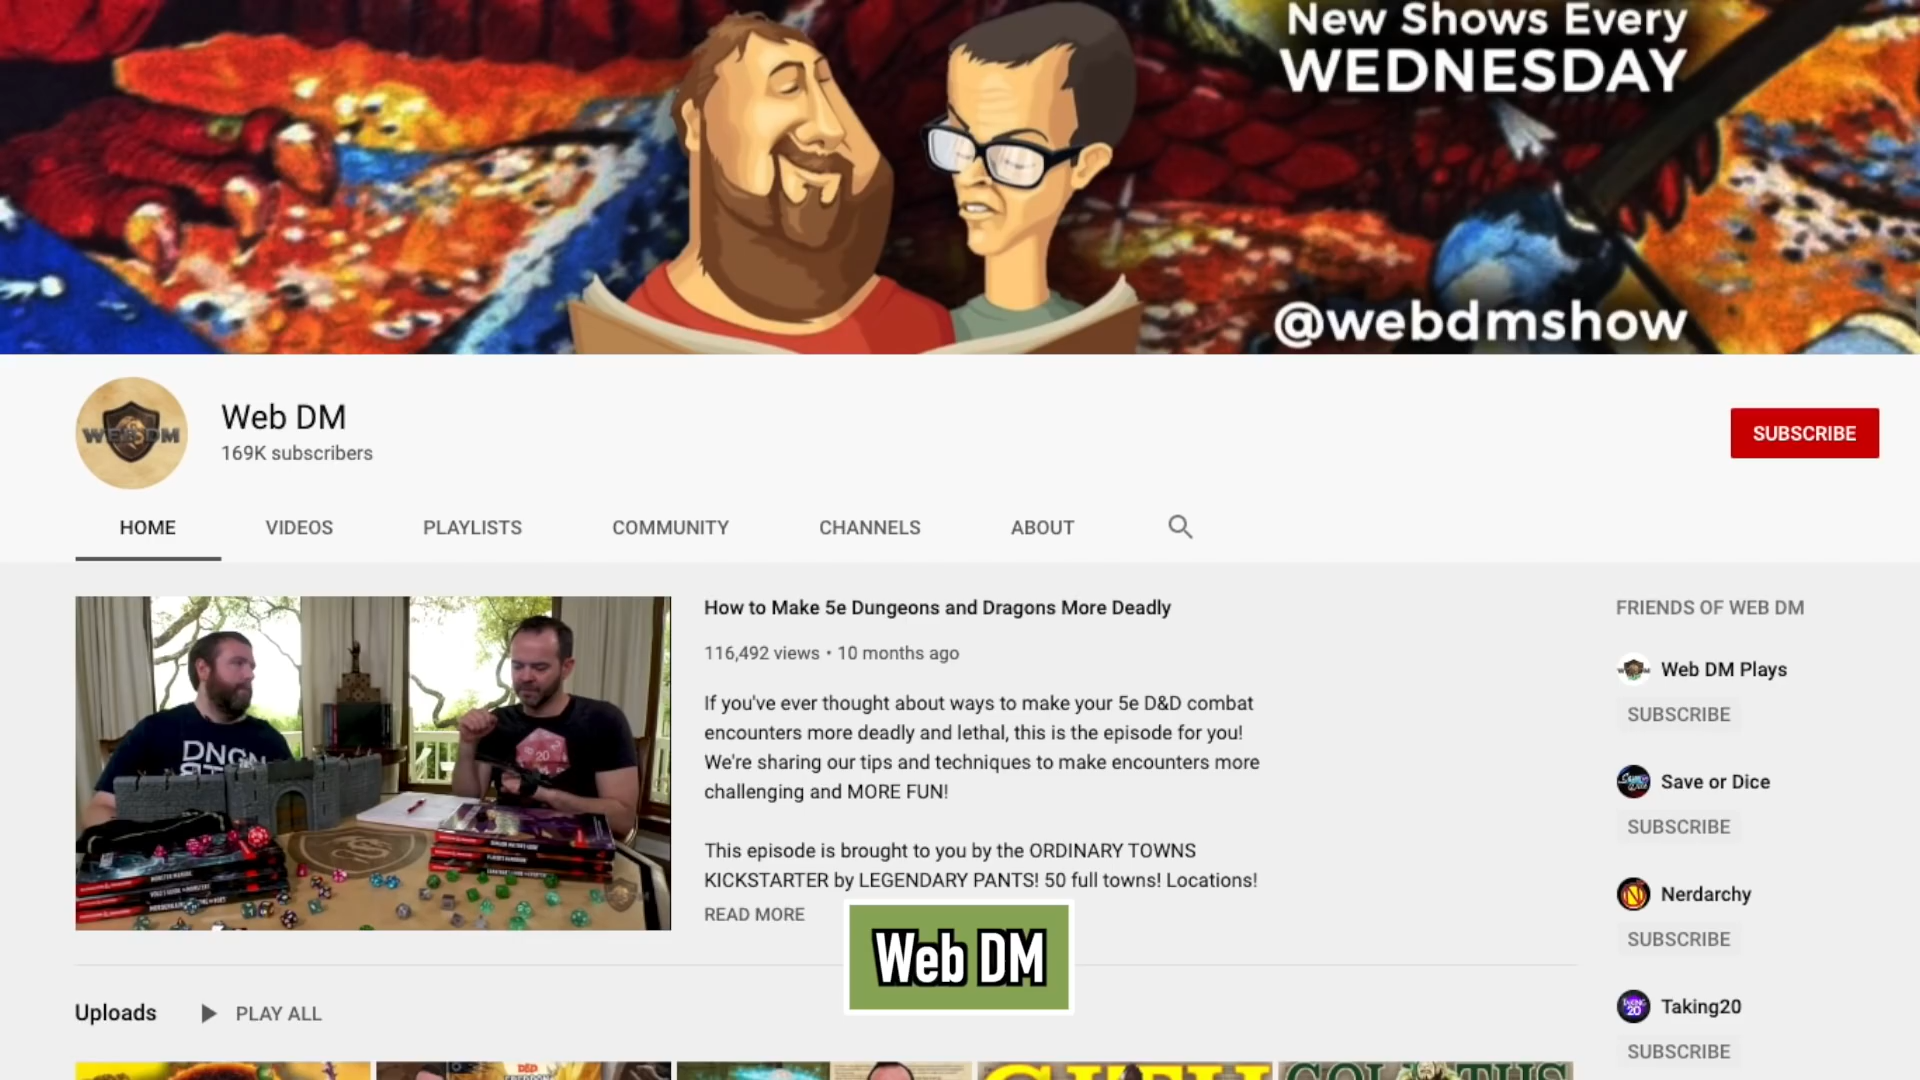 New Shows Every
WEDNESDAY
@webdmshow
WEB DM
Web DM
169K subscribers
SUBSCRIBE
HOME
VIDEOS
PLAYLISTS
COMMUNITY
CHANNELS
ABOUT
How to Make 5e Dungeons and Dragons More Deadly
116,492 views • 10 months ago
If you've ever thought about ways to make your 5e D&D combat
encounters more deadly and lethal, this is the episode for you!
We're sharing our tips and techniques to make encounters more
challenging and MORE FUN!
This episode is brought to you by the ORDINARY TOWNS
KICKSTARTER by LEGENDARY PANTS! 50 full towns! Locations!
READ MORE
FRIENDS OF WEB DM
Web DM Plays
SUBSCRIBE
Save or Dice
SUBSCRIBE
Nerdarchy
SUBSCRIBE
Taking20
SUBSCRIBE
Web DM
Uploads
PLAY ALL